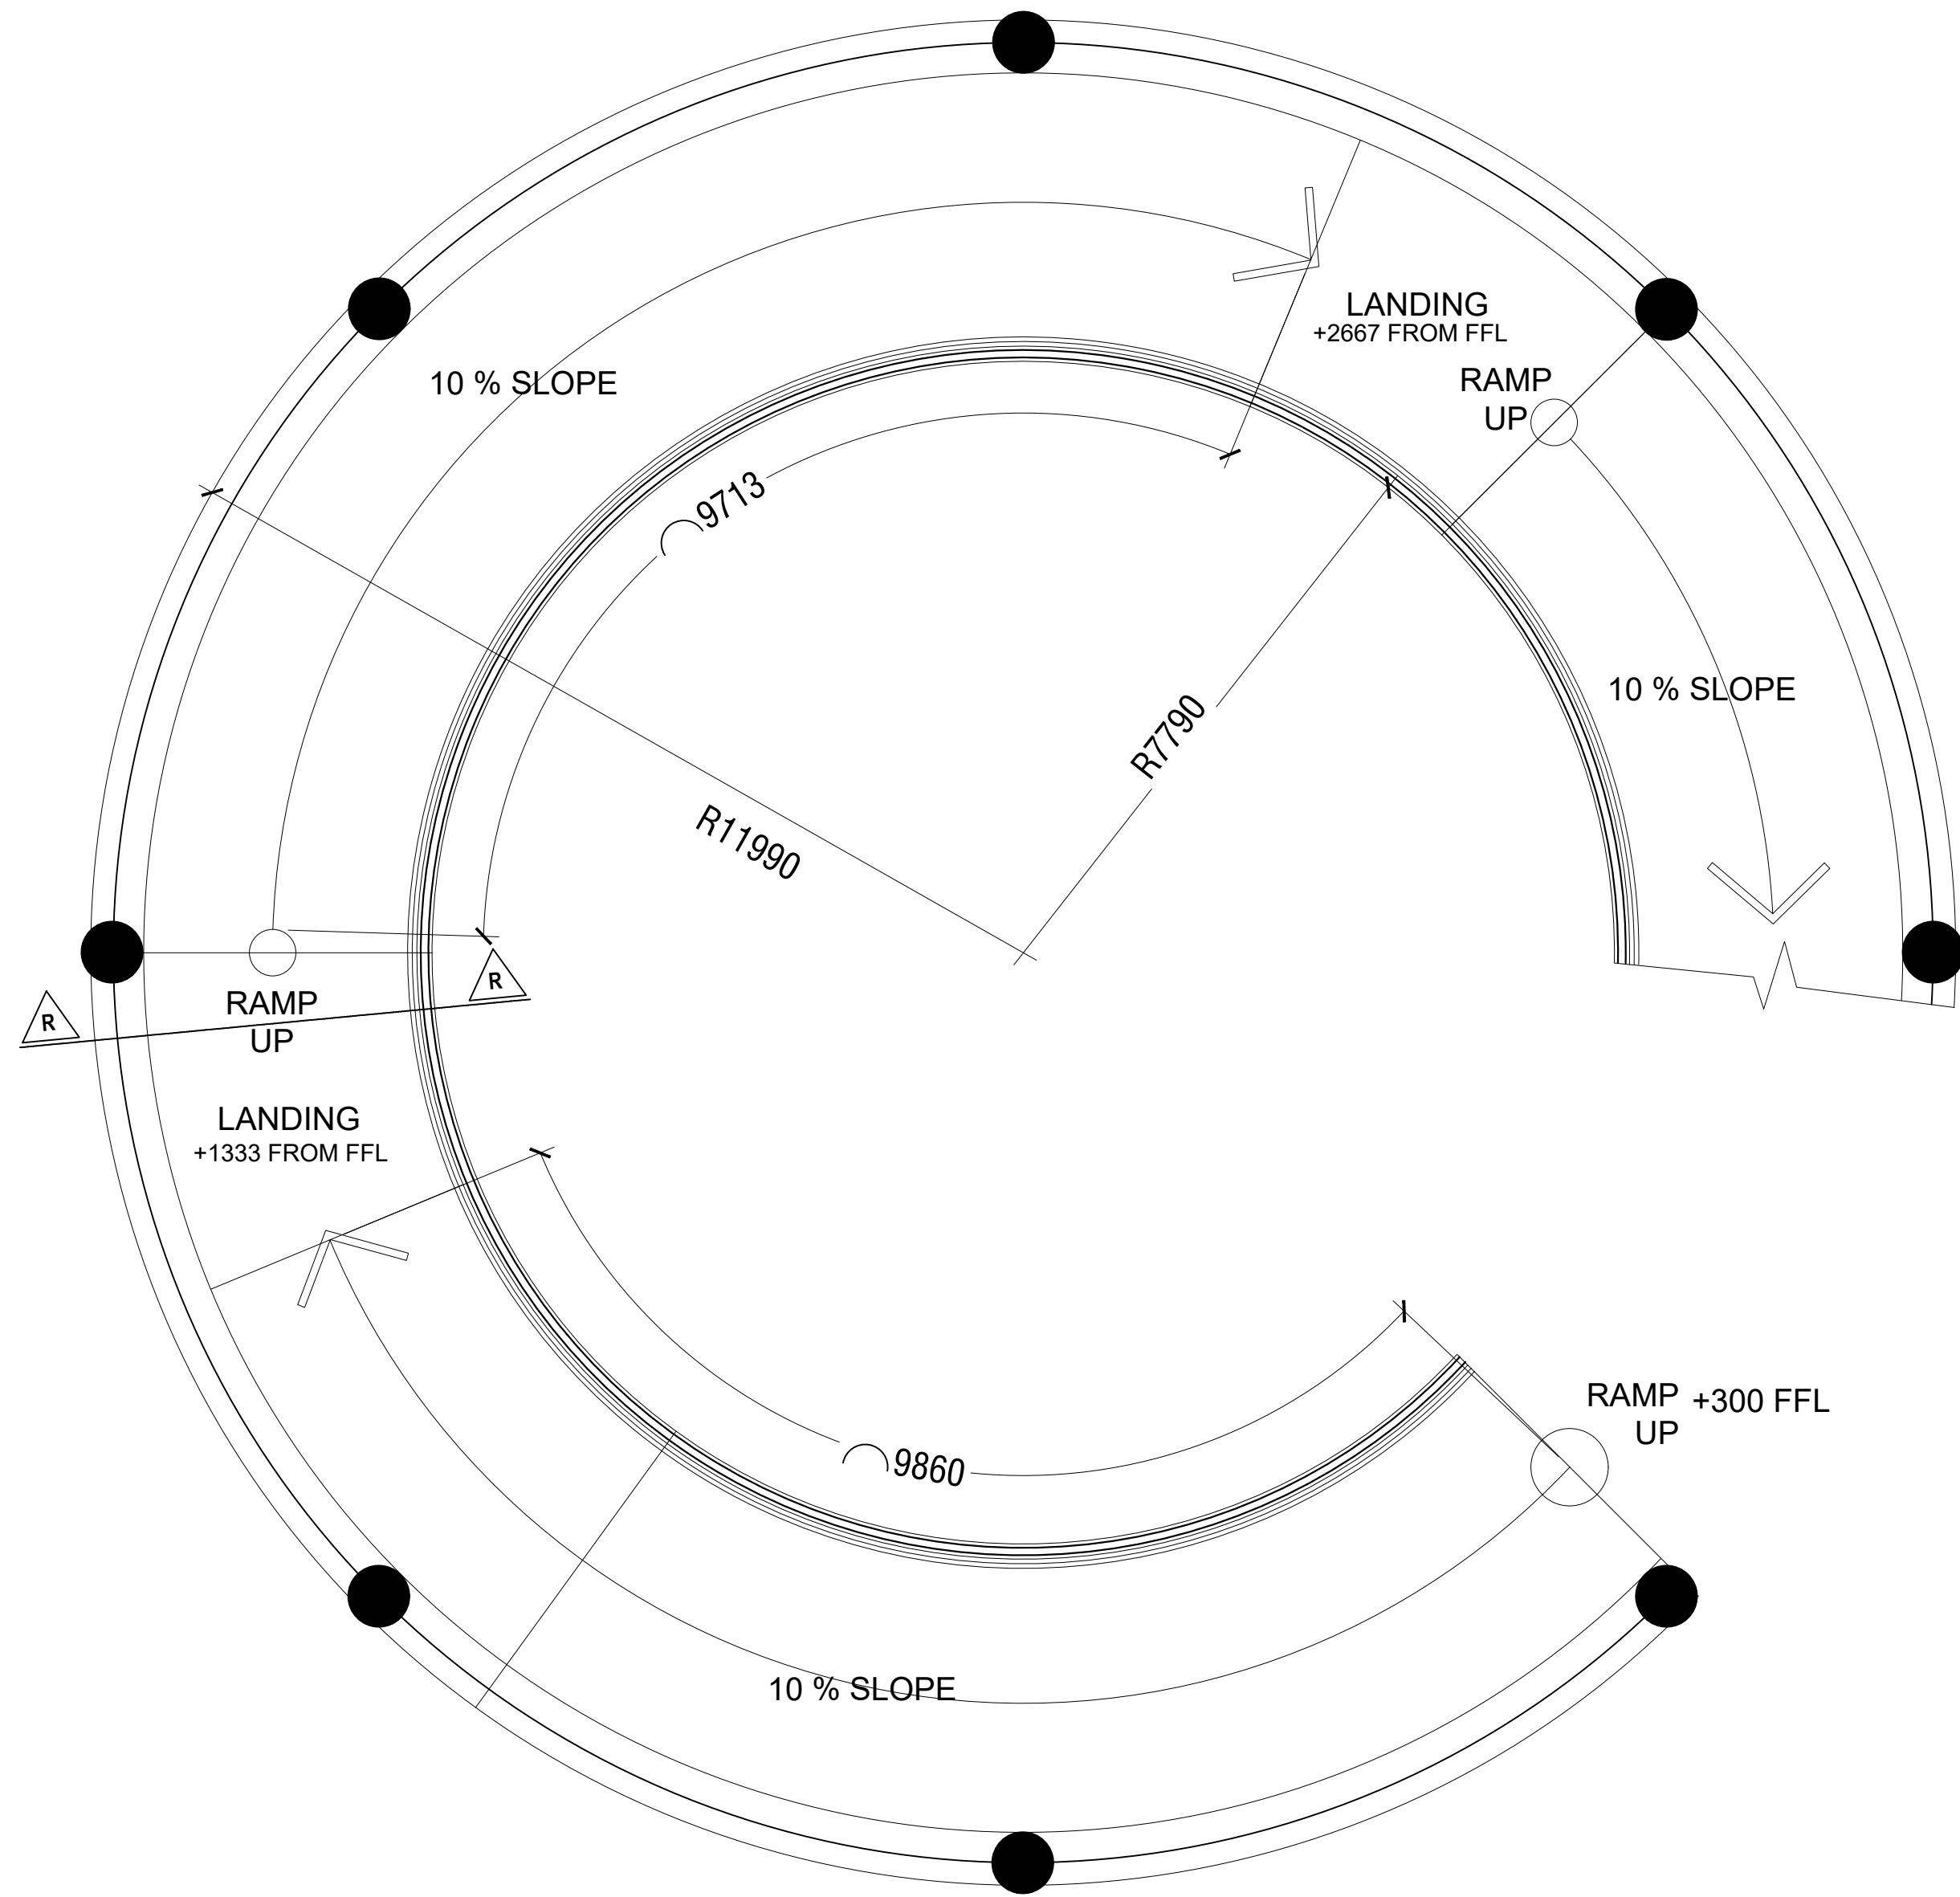 LANDING
+2667 FROM FFL
RAMP
UP
10 % SLOPE
9713
10 % SLOPE
R7790
R11990
R
R
RAMP
UP
LANDING
+1333 FROM FFL
RAMP +300 FFL
UP
9860
10 % SLOPE